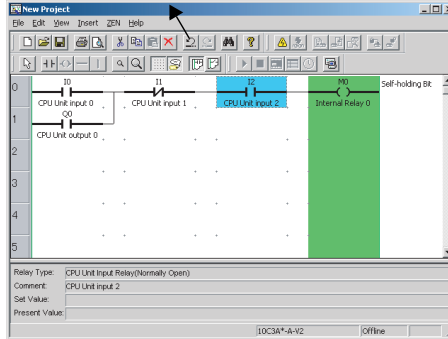 New Project
File Edit View Insert ZEN Help
0 I0 I1 I2 M0 Self-holding Bit
CPU Unit input 0 CPU Unit input 1 CPU Unit input 2 Internal Relay 0
1 Q0
CPU Unit output 0
2
3
4
5
Relay Type: CPU Unit Input Relay(Normally Open)
Comment: CPU Unit input 2
Set Value:
Present Value:
10C3A*-A-V2 Offline